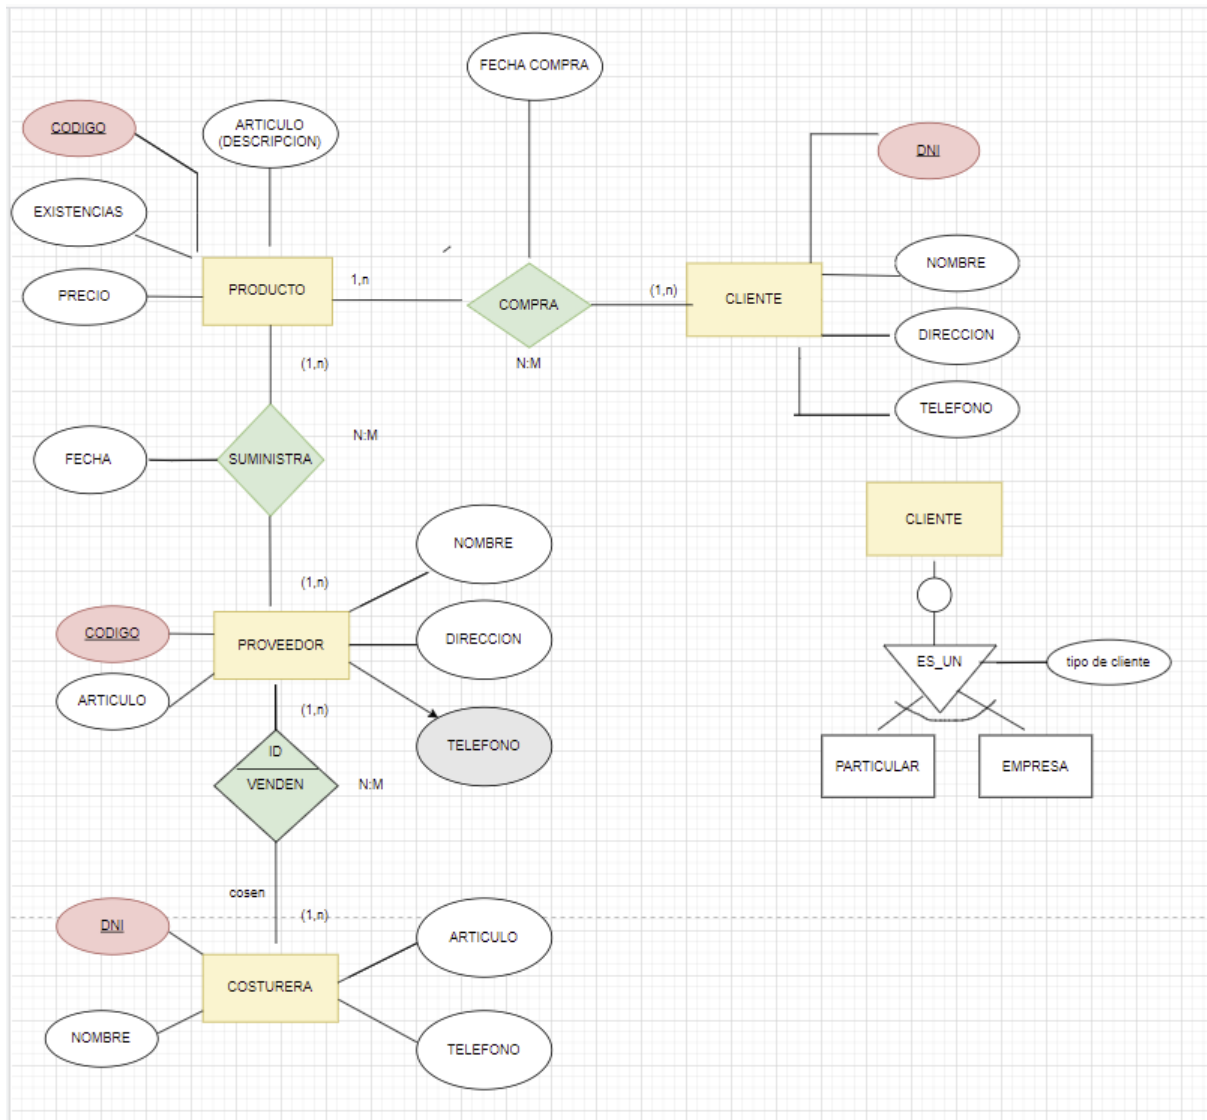 FECHA COMPRA
CODIGO
ARTICULO
(DESCRIPCION)
DNI
EXISTENCIAS
NOMBRE
PRECIO
PRODUCTO
1,n
COMPRA
(1,n)
CLIENTE
DIRECCION
(1,n)
N:M
TELEFONO
N:M
FECHA
SUMINISTRA
CLIENTE
NOMBRE
(1,n)
CODIGO
PROVEEDOR
DIRECCION
ES_UN
tipo de cliente
ARTICULO
(1,n)
TELEFONO
ID
VENDEN
N:M
PARTICULAR
EMPRESA
cosen
(1,n)
DNI
ARTICULO
COSTURERA
NOMBRE
TELEFONO